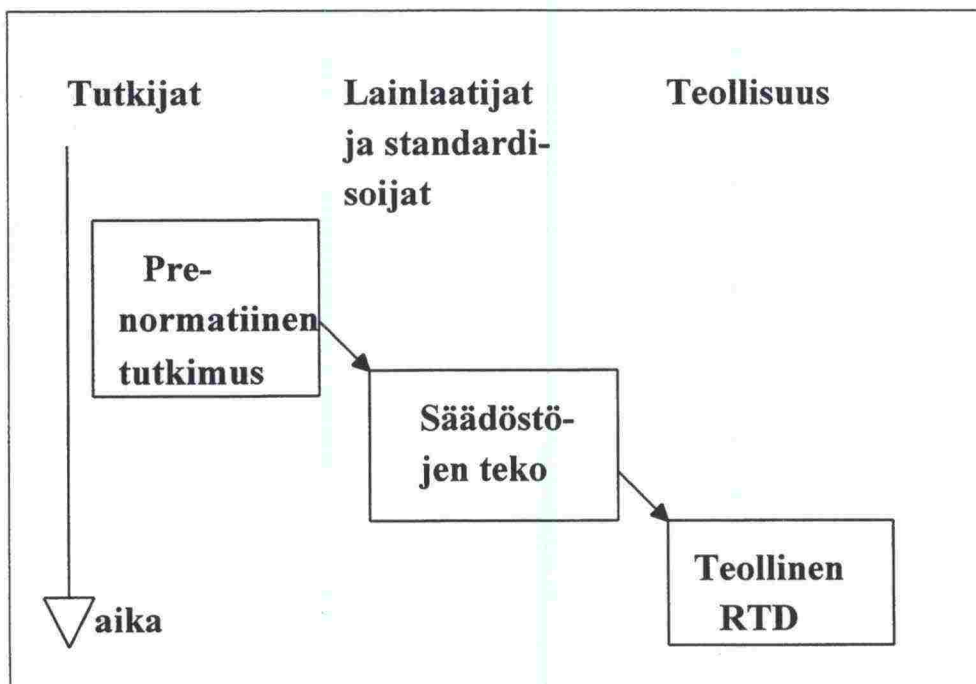 Tutkijat
Lainlaatijat
ja standardi-
soijat
Teollisuus
Pre-
normatiinen
tutkimus
Säädöstö-
jen teko
Teollinen
RTD
aika